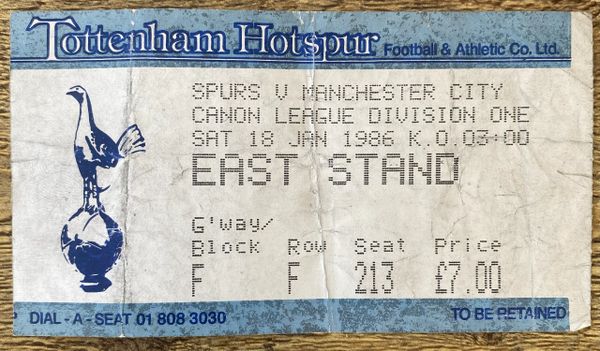 Tottenham Hotspur Football & Athletic Co. Ltd.
SPURS V MANCHESTER CITY
CANON LEAGUE DIVISION ONE
SAT 18 JAN 1986 K.O.03:00
EAST STAND
G'way/
Block Row Seat Price
F F 213 £7.00
DIAL-A-SEAT 01 808 3030 TO BE RETAINED